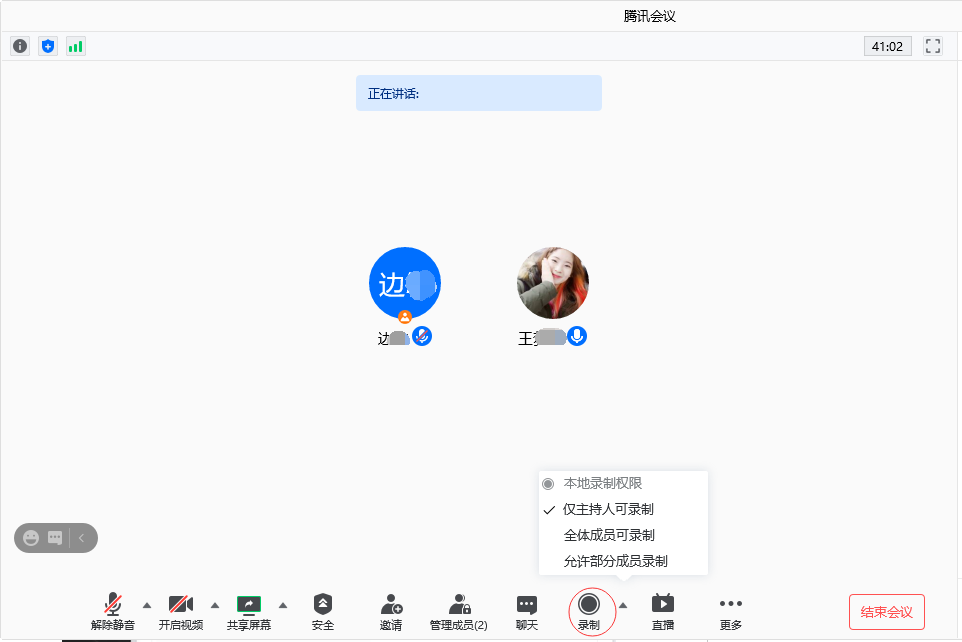 腾讯会议
41:02
正在讲话:
边
边
王
本地录制权限
仅主持人可录制
全体成员可录制
允许部分成员录制
解除静音
开启视频
共享屏幕
安全
邀请
管理成员(2)
聊天
录制
直播
更多
结束会议